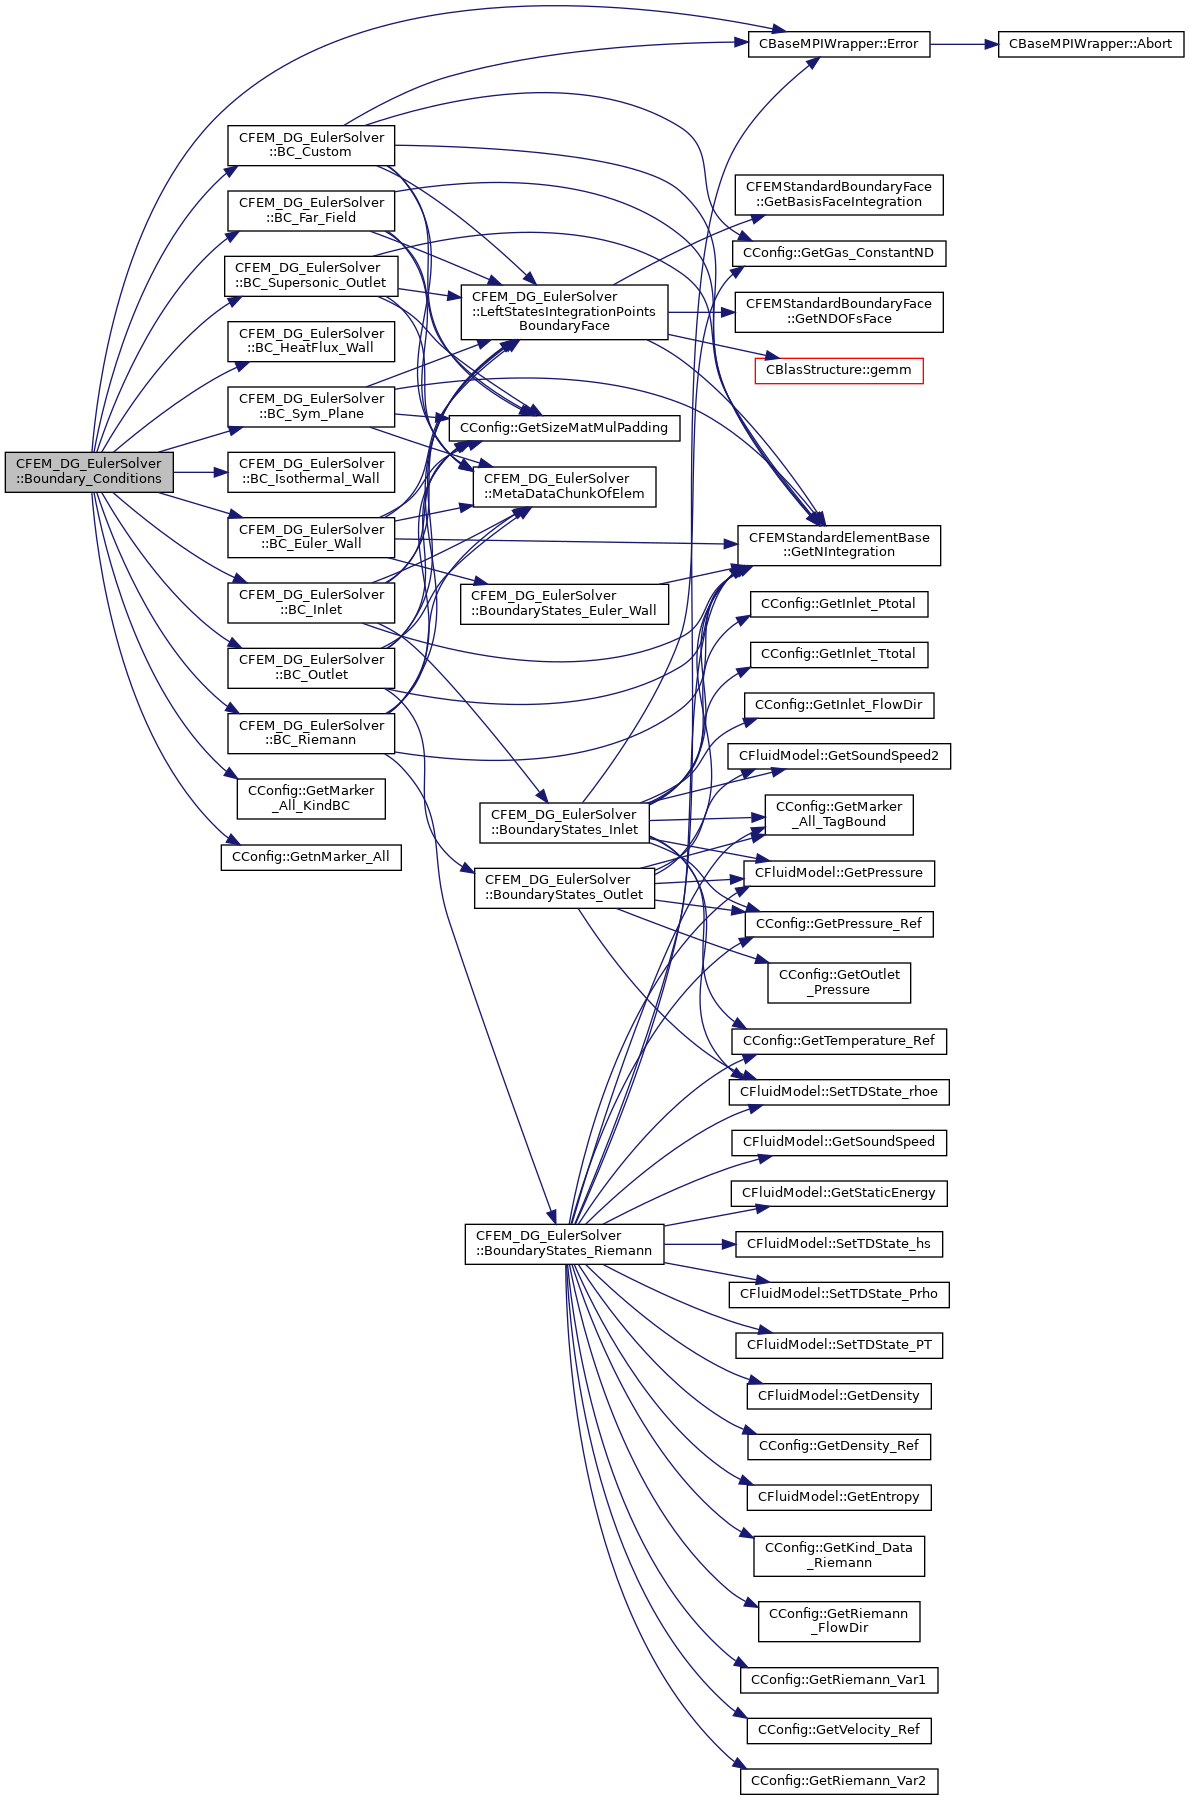 CFEM_DG_EulerSolver
::Boundary_Conditions
CFEM_DG_EulerSolver
::BC_Custom
CFEM_DG_EulerSolver
::BC_Far_Field
CFEM_DG_EulerSolver
::BC_Supersonic_Outlet
CFEM_DG_EulerSolver
::BC_HeatFlux_Wall
CFEM_DG_EulerSolver
::BC_Sym_Plane
CFEM_DG_EulerSolver
::BC_Isothermal_Wall
CFEM_DG_EulerSolver
::BC_Euler_Wall
CFEM_DG_EulerSolver
::BC_Inlet
CFEM_DG_EulerSolver
::BC_Outlet
CFEM_DG_EulerSolver
::BC_Riemann
CConfig::GetMarker
_All_KindBC
CConfig::GetnMarker_All
CFEM_DG_EulerSolver
::LeftStatesIntegrationPoints
BoundaryFace
CConfig::GetSizeMatMulPadding
CFEM_DG_EulerSolver
::MetaDataChunkOfElem
CFEM_DG_EulerSolver
::BoundaryStates_Euler_Wall
CFEM_DG_EulerSolver
::BoundaryStates_Inlet
CFEM_DG_EulerSolver
::BoundaryStates_Outlet
CFEM_DG_EulerSolver
::BoundaryStates_Riemann
CBaseMPIWrapper::Error
CBaseMPIWrapper::Abort
CFEMStandardBoundaryFace
::GetBasisFaceIntegration
CConfig::GetGas_ConstantND
CFEMStandardBoundaryFace
::GetNDOFsFace
CBlasStructure::gemm
CFEMStandardElementBase
::GetNIntegration
CConfig::GetInlet_Ptotal
CConfig::GetInlet_Ttotal
CConfig::GetInlet_FlowDir
CFluidModel::GetSoundSpeed2
CConfig::GetMarker
_All_TagBound
CFluidModel::GetPressure
CConfig::GetPressure_Ref
CConfig::GetOutlet
_Pressure
CConfig::GetTemperature_Ref
CFluidModel::SetTDState_rhoe
CFluidModel::GetSoundSpeed
CFluidModel::GetStaticEnergy
CFluidModel::SetTDState_hs
CFluidModel::SetTDState_Prho
CFluidModel::SetTDState_PT
CFluidModel::GetDensity
CConfig::GetDensity_Ref
CFluidModel::GetEntropy
CConfig::GetKind_Data
_Riemann
CConfig::GetRiemann
_FlowDir
CConfig::GetRiemann_Var1
CConfig::GetVelocity_Ref
CConfig::GetRiemann_Var2